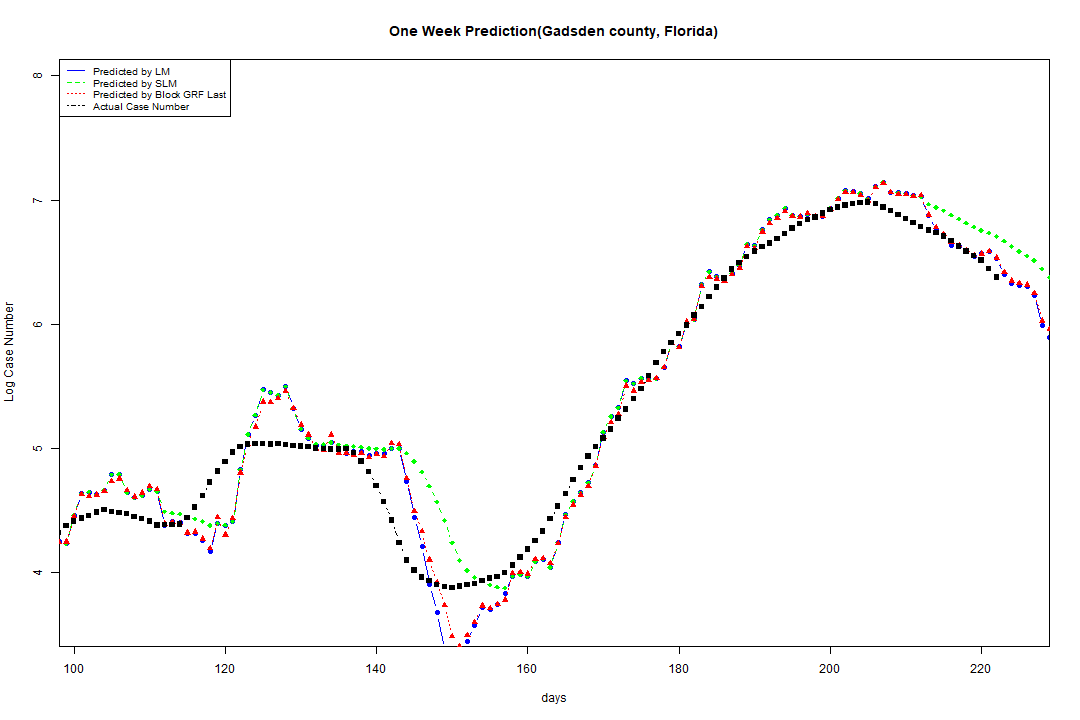 One Week Prediction(Gadsden county, Florida)
Predicted by LM
Predicted by SLM
Predicted by Block GRF Last
Actual Case Number
8
7
6
5
4
Log Case Number
100 120 140 160 180 200 220
days